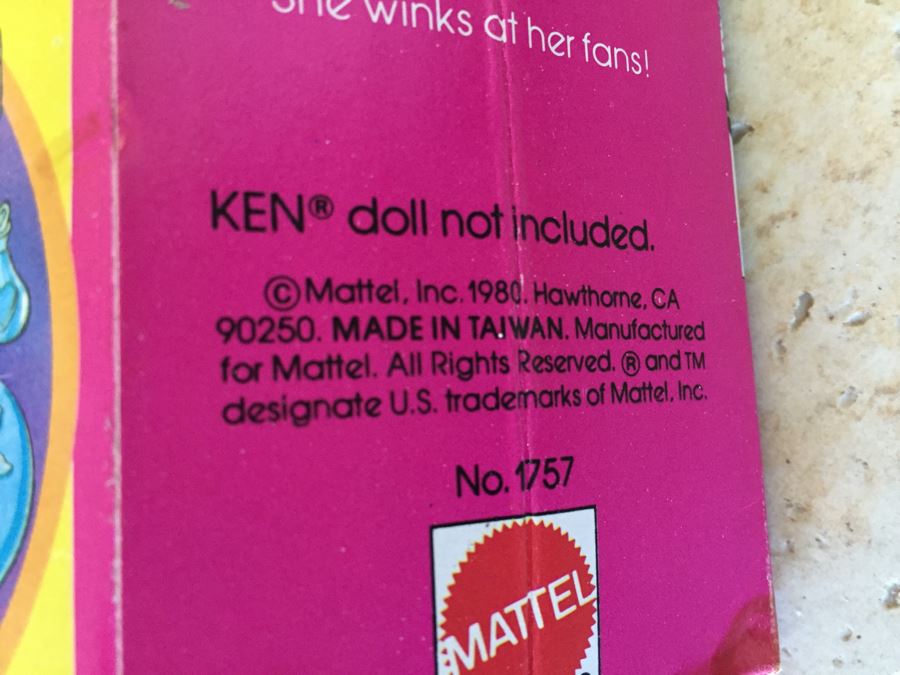 She winks at her fans!
KEN® doll not included.
©Mattel, Inc. 1980. Hawthorne, CA
90250. MADE IN TAIWAN. Manufactured
for Mattel. All Rights Reserved. ® and TM
designate U.S. trademarks of Mattel, Inc.
No. 1757
MATTEL